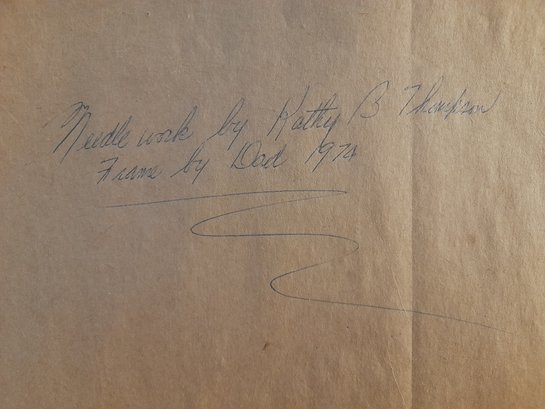 Needle work by Kathy B Thompson
Frame by Dad 1974